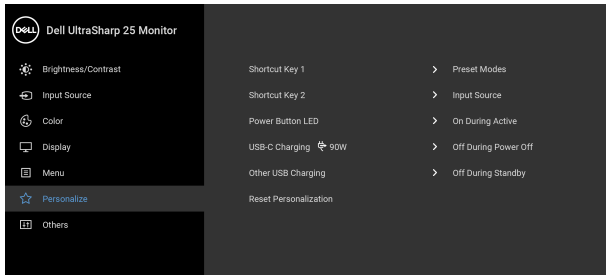 DELL Dell UltraSharp 25 Monitor
Brightness/Contrast
Input Source
Color
Display
Menu
Personalize
Others
Shortcut Key 1 > Preset Modes
Shortcut Key 2 > Input Source
Power Button LED > On During Active
USB-C Charging 90W > Off During Power Off
Other USB Charging > Off During Standby
Reset Personalization